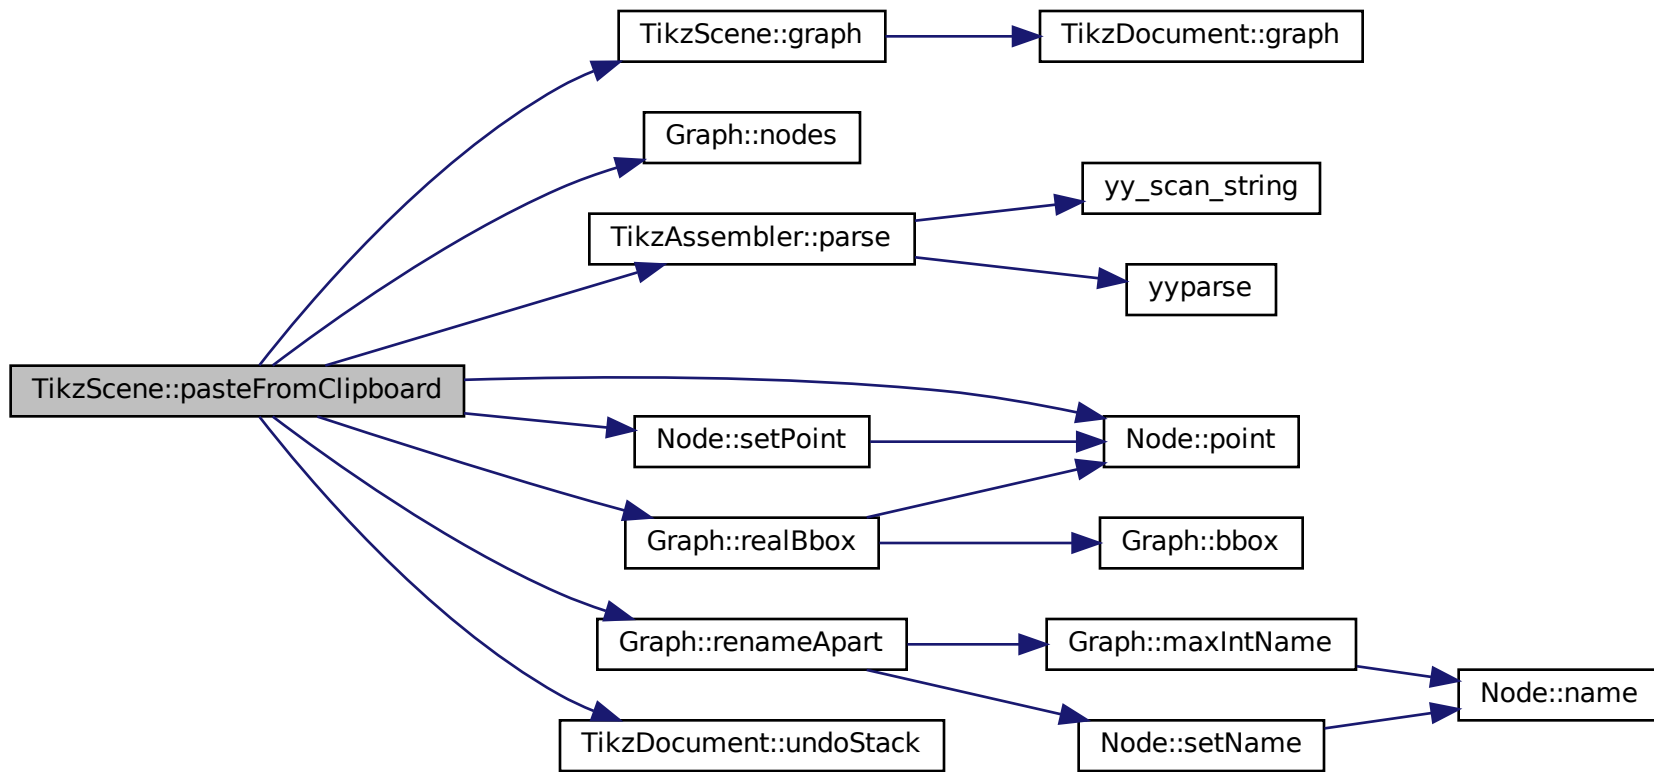 TikzScene::graph
TikzDocument::graph
Graph::nodes
yy_scan_string
TikzAssembler::parse
yyparse
TikzScene::pasteFromClipboard
Node::setPoint
Node::point
Graph::realBbox
Graph::bbox
Graph::renameApart
Graph::maxIntName
Node::name
TikzDocument::undoStack
Node::setName